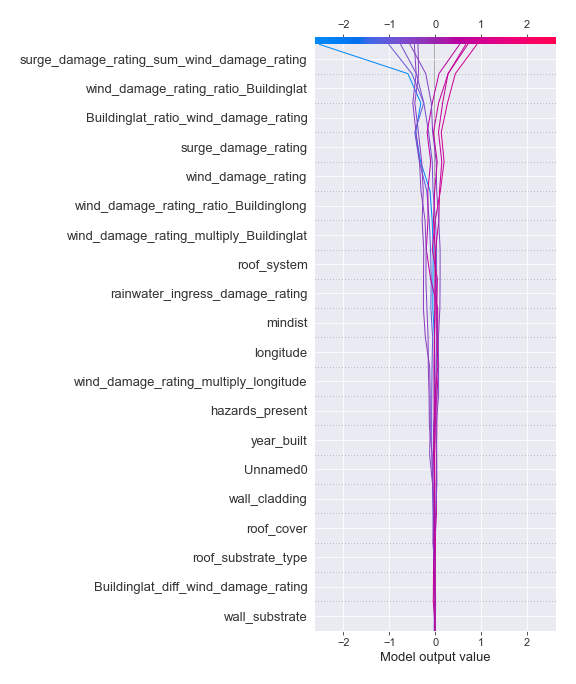 −2 −1 0 1 2
surge_damage_rating_sum_wind_damage_rating
wind_damage_rating_ratio_Buildinglat
Buildinglat_ratio_wind_damage_rating
surge_damage_rating
wind_damage_rating
wind_damage_rating_ratio_Buildinglong
wind_damage_rating_multiply_Buildinglat
roof_system
rainwater_ingress_damage_rating
mindist
longitude
wind_damage_rating_multiply_longitude
hazards_present
year_built
Unnamed0
wall_cladding
roof_cover
roof_substrate_type
Buildinglat_diff_wind_damage_rating
wall_substrate
−2 −1 0 1 2
Model output value